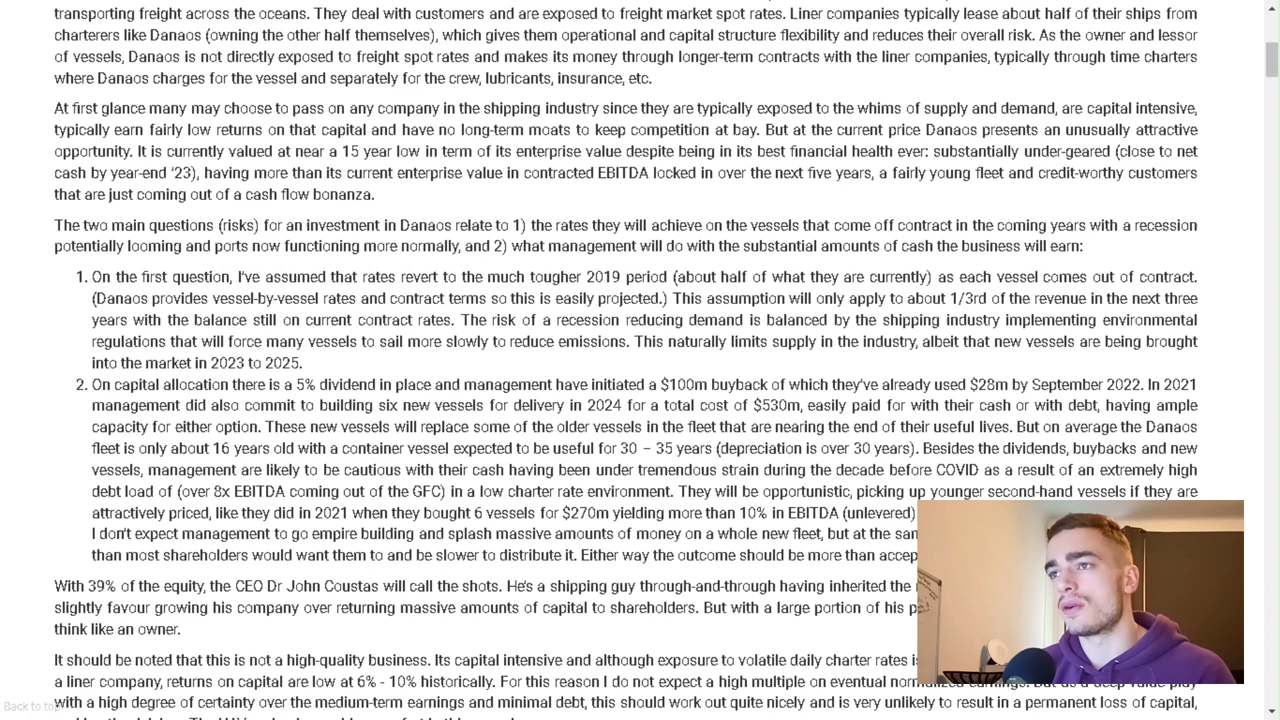 transporting freight across the oceans. They deal with customers and are exposed to freight market spot rates. Liner companies typically lease about half of their ships from
charterers like Danaos (owning the other half themselves), which gives them operational and capital structure flexibility and reduces their overall risk. As the owner and lessor
of vessels, Danaos is not directly exposed to freight spot rates and makes its money through longer-term contracts with the liner companies, typically through time charters
where Danaos charges for the vessel and separately for the crew, lubricants, insurance, etc.
At first glance many may choose to pass on any company in the shipping industry since they are typically exposed to the whims of supply and demand, are capital intensive,
typically earn fairly low returns on that capital and have no long-term moats to keep competition at bay. But at the current price Danaos presents an unusually attractive
opportunity. It is currently valued at near a 15 year low in term of its enterprise value despite being in its best financial health ever: substantially under-geared (close to net
cash by year-end '23), having more than its current enterprise value in contracted EBITDA locked in over the next five years, a fairly young fleet and credit-worthy customers
that are just coming out of a cash flow bonanza.
The two main questions (risks) for an investment in Danaos relate to 1) the rates they will achieve on the vessels that come off contract in the coming years with a recession
potentially looming and ports now functioning more normally, and 2) what management will do with the substantial amounts of cash the business will earn:
1. On the first question, I've assumed that rates revert to the much tougher 2019 period (about half of what they are currently) as each vessel comes out of contract.
(Danaos provides vessel-by-vessel rates and contract terms so this is easily projected.) This assumption will only apply to about 1/3rd of the revenue in the next three
years with the balance still on current contract rates. The risk of a recession reducing demand is balanced by the shipping industry implementing environmental
regulations that will force many vessels to sail more slowly to reduce emissions. This naturally limits supply in the industry, albeit that new vessels are being brought
into the market in 2023 to 2025.
2. On capital allocation there is a 5% dividend in place and management have initiated a $100m buyback of which they've already used $28m by September 2022. In 2021
management did also commit to building six new vessels for delivery in 2024 for a total cost of $530m, easily paid for with their cash or with debt, having ample
capacity for either option. These new vessels will replace some of the older vessels in the fleet that are nearing the end of their useful lives. But on average the Danaos
fleet is only about 16 years old with a container vessel expected to be useful for 30 – 35 years (depreciation is over 30 years). Besides the dividends, buybacks and new
vessels, management are likely to be cautious with their cash having been under tremendous strain during the decade before COVID as a result of an extremely high
debt load of (over 8x EBITDA coming out of the GFC) in a low charter rate environment. They will be opportunistic, picking up younger second-hand vessels if they are
attractively priced, like they did in 2021 when they bought 6 vessels for $270m yielding more than 10% in EBITDA (unlevered)
I don't expect management to go empire building and splash massive amounts of money on a whole new fleet, but at the
than most shareholders would want them to and be slower to distribute it. Either way the outcome should be more than
With 39% of the equity, the CEO Dr John Coustas will call the shots. He's a shipping guy through-and-through having inherited the
slightly favour growing his company over returning massive amounts of capital to shareholders. But with a large portion of his
think like an owner.
It should be noted that this is not a high-quality business. Its capital intensive and although exposure to volatile daily charter rates
a liner company, returns on capital are low at 6% - 10% historically. For this reason I do not expect a high multiple on eventual
with a high degree of certainty over the medium-term earnings and minimal debt, this should work out quite nicely and is very unlikely to result in a permanent loss of capital,
Back to top